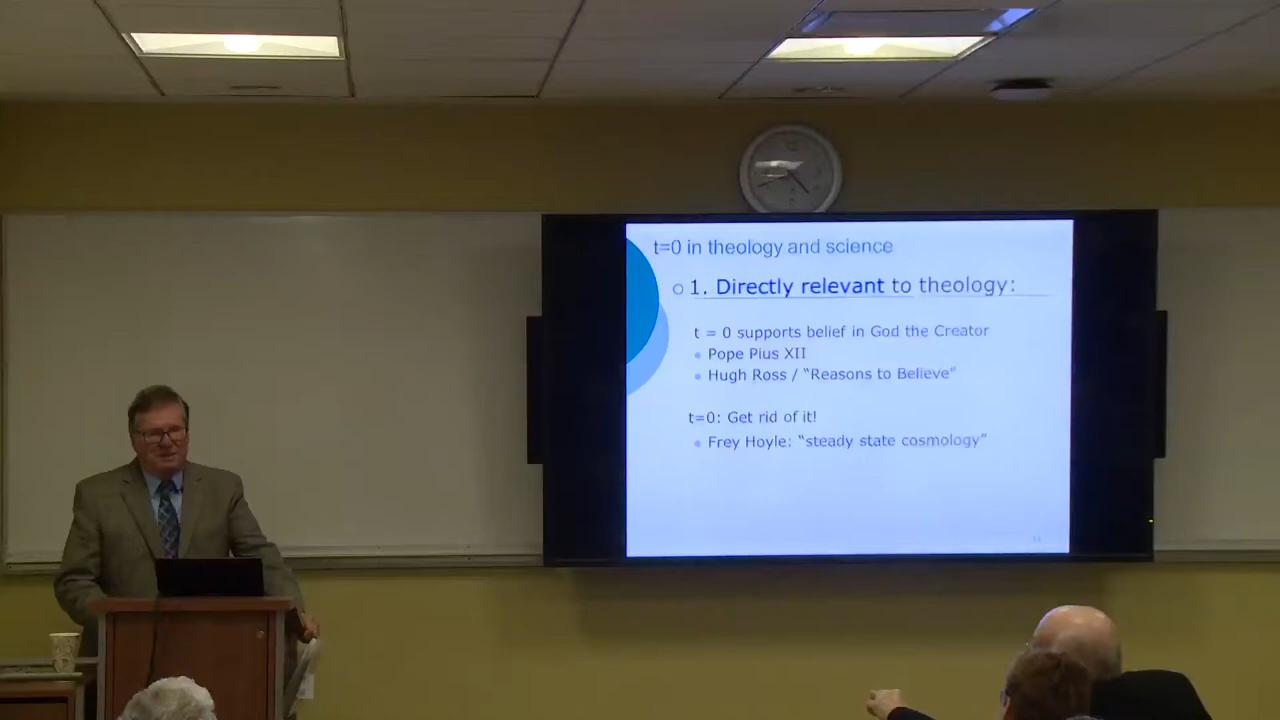 t=0 in theology and science
1. Directly relevant to theology:
t = 0 supports belief in God the Creator
Pope Pius XII
Hugh Ross / “Reasons to Believe”
t=0: Get rid of it!
Frey Hoyle: “steady state cosmology”